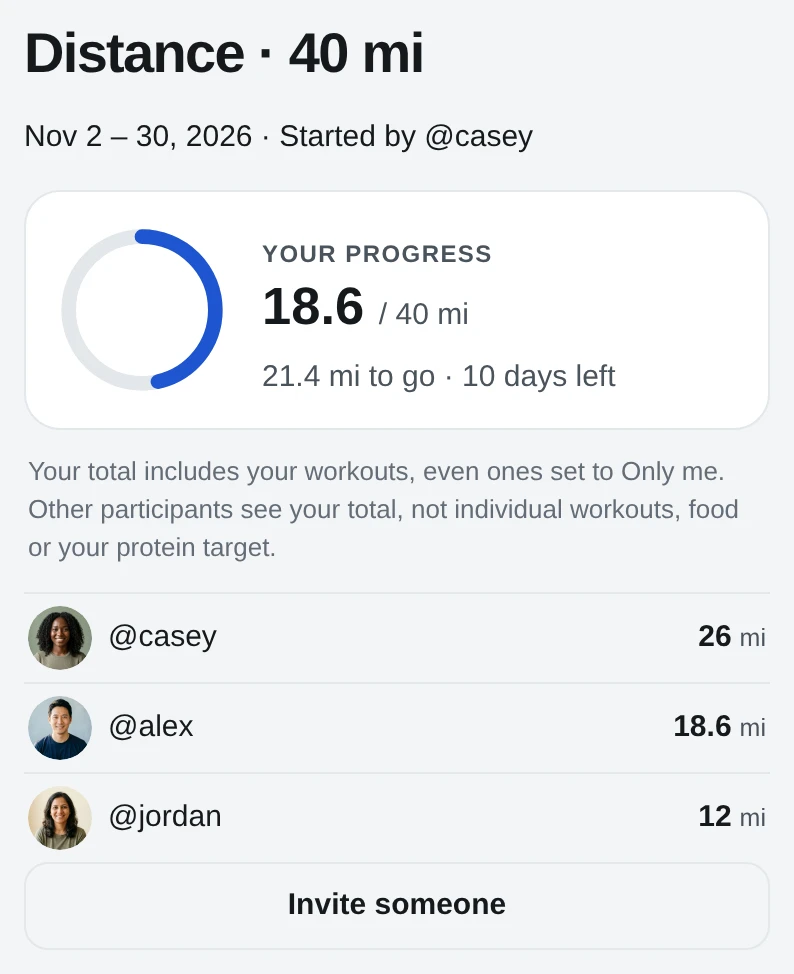 Distance · 40 mi
Nov 2 – 30, 2026 · Started by @casey
YOUR PROGRESS
18.6 / 40 mi
21.4 mi to go · 10 days left
Your total includes your workouts, even ones set to Only me.
Other participants see your total, not individual workouts, food
or your protein target.
@casey 26 mi
@alex 18.6 mi
@jordan 12 mi
Invite someone